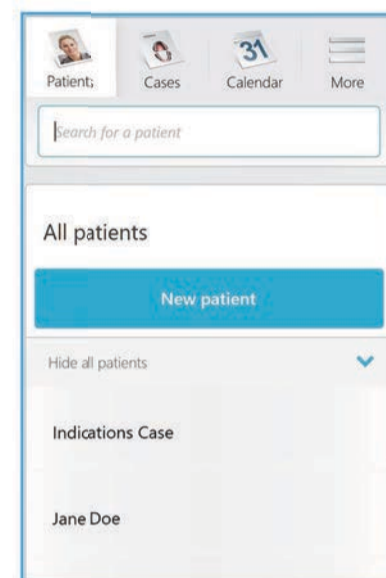 31
Patient;
Cases
Calendar
More
Search for a patient
All patients
New patient
Hide all patients
Indications Case
Jane Doe